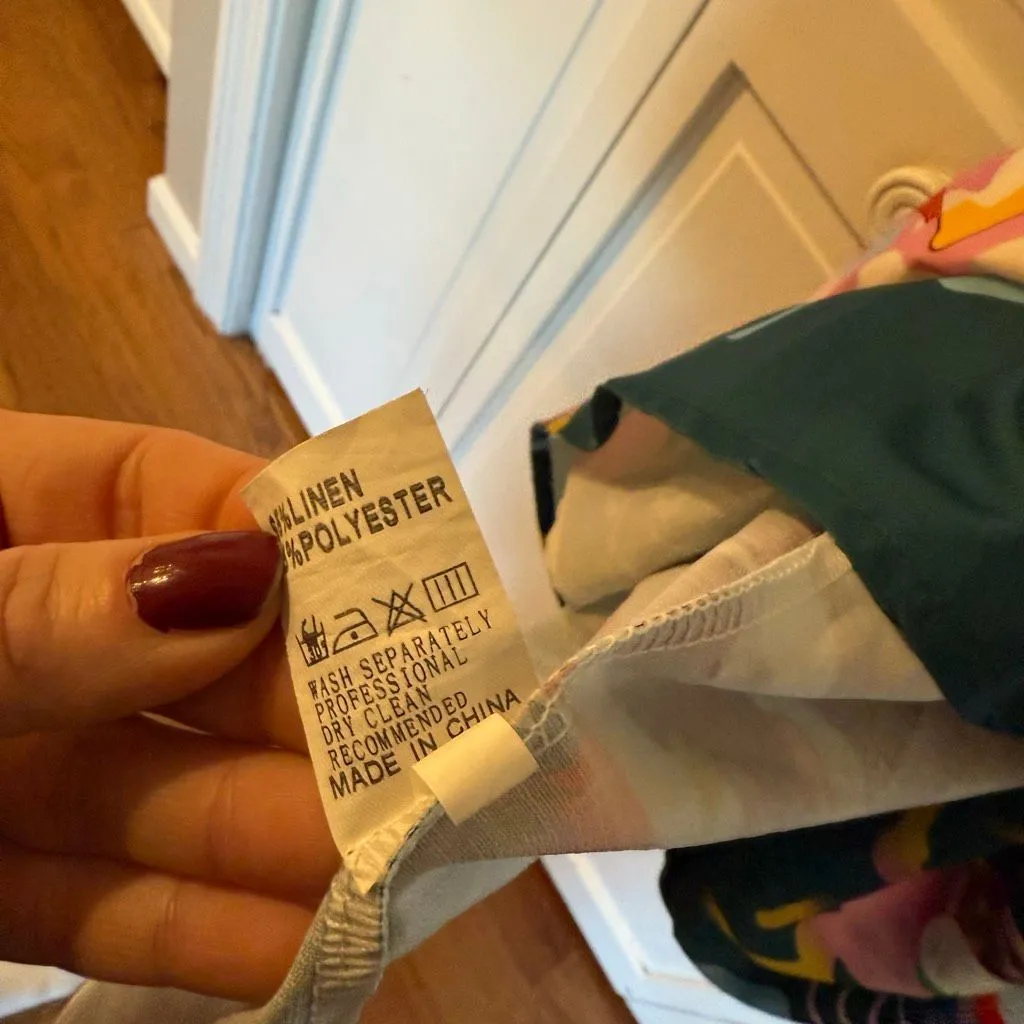 %LINEN
%POLYESTER
WASH SEPARATELY
PROFESSIONAL
DRY CLEAN
RECOMMENDED
MADE IN CHINA